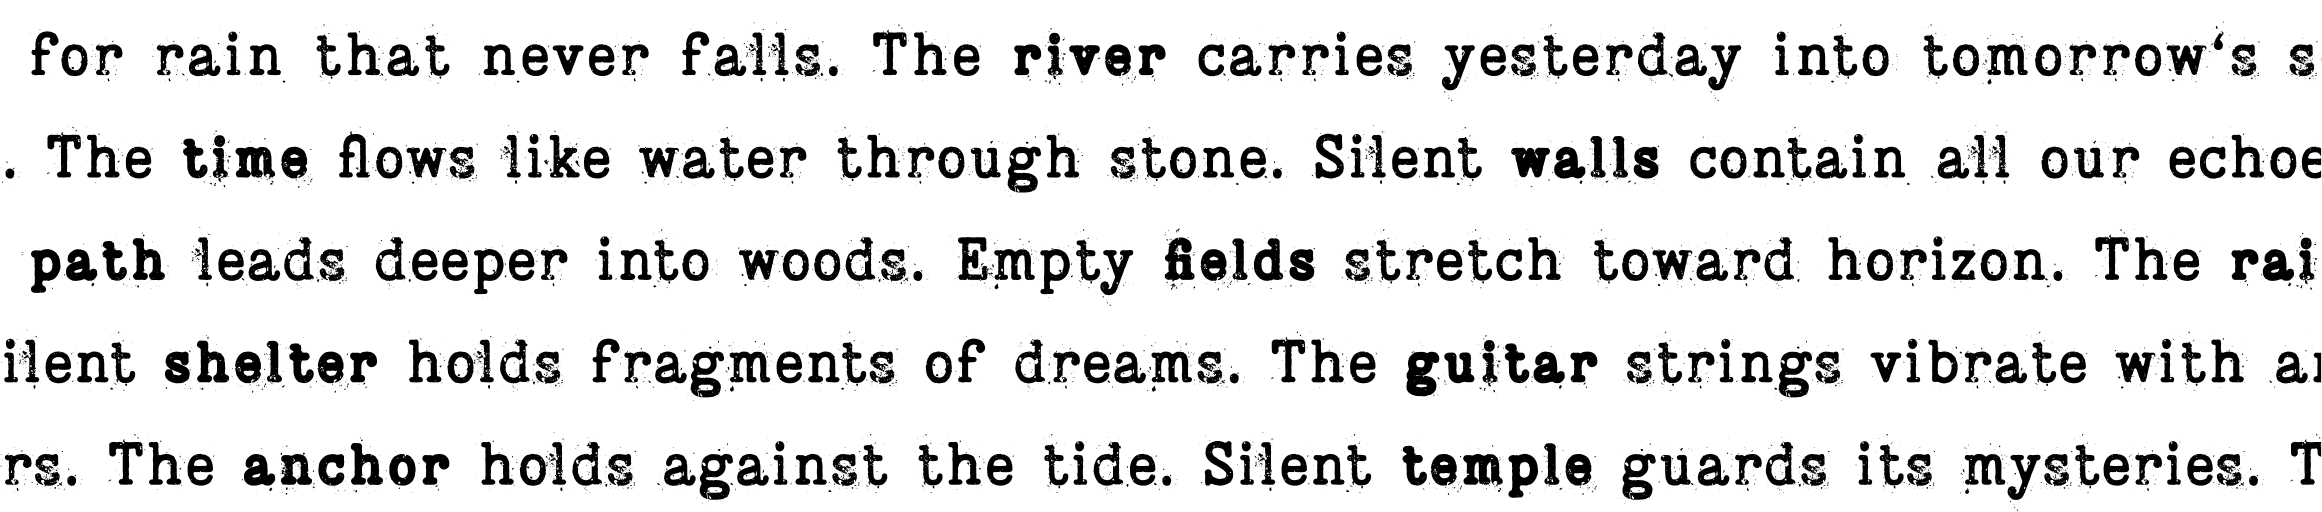 for rain that never falls. The river carries yesterday into tomorrow‘s s
. The time flows like water through stone. Silent walls contain all our echoe
path leads deeper into woods. Empty fields stretch toward horizon. The rai
ilent shelter holds fragments of dreams. The guitar strings vibrate with an
rs. The anchor holds against the tide. Silent temple guards its mysteries. T